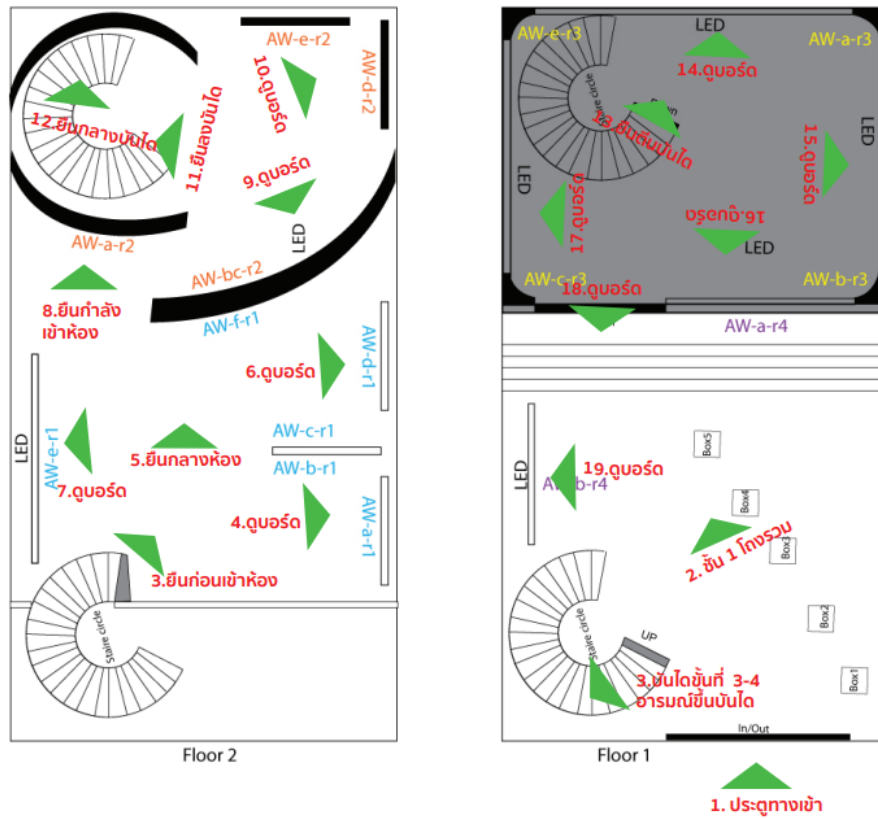 AW-e-r2
AW-d-r2
10.ดูบอร์ด
11.ยืนลงบันได
12.ยืนกลางบันได
9.ดูบอร์ด
LED
AW-a-r2
AW-bc-r2
AW-f-r1
8.ยืนกำลัง
เข้าห้อง
6.ดูบอร์ด
AW-d-r1
LED
AW-e-r1
5.ยืนกลางห้อง
AW-c-r1
AW-b-r1
7.ดูบอร์ด
4.ดูบอร์ด
AW-a-r1
3.ยืนก่อนเข้าห้อง
Staire circle
Floor 2
LED
AW-e-r3
AW-a-r3
14.ดูบอร์ด
13.ยืนตีนบันได
LED
15.ดูบอร์ด
LED
17.ดูบอร์ด
16.ดูบอร์ด
LED
AW-c-r3
AW-b-r3
18.ดูบอร์ด
AW-a-r4
LED
19.ดูบอร์ด
AW-b-r4
Box5
Box4
2. ชั้น 1 โถงรวม
Box3
Box2
Box1
Staire circle
UP
3.บันไดขั้นที่ 3-4
อารมณ์ขึ้นบันได
In/Out
Floor 1
1. ประตูทางเข้า